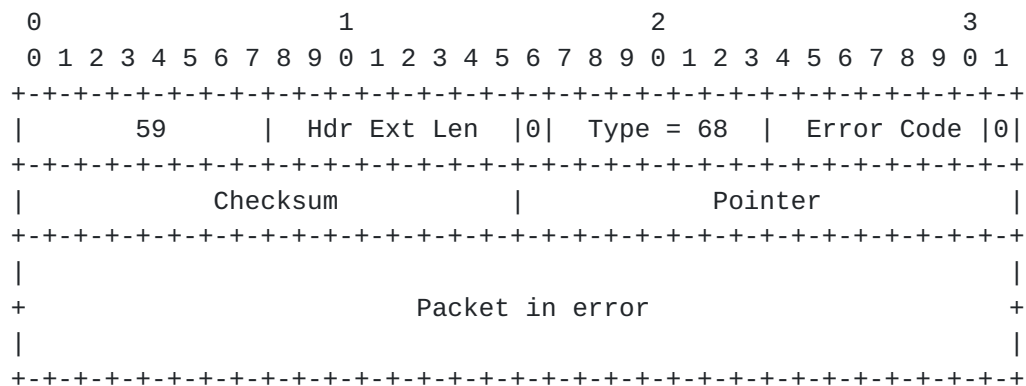 0                   1                   2                   3
 0 1 2 3 4 5 6 7 8 9 0 1 2 3 4 5 6 7 8 9 0 1 2 3 4 5 6 7 8 9 0 1
+-+-+-+-+-+-+-+-+-+-+-+-+-+-+-+-+-+-+-+-+-+-+-+-+-+-+-+-+-+-+-+-+
|       59      |  Hdr Ext Len  |0|  Type = 68  |  Error Code |0|
+-+-+-+-+-+-+-+-+-+-+-+-+-+-+-+-+-+-+-+-+-+-+-+-+-+-+-+-+-+-+-+-+
|            Checksum           |            Pointer            |
+-+-+-+-+-+-+-+-+-+-+-+-+-+-+-+-+-+-+-+-+-+-+-+-+-+-+-+-+-+-+-+-+
|                                                               |
+                         Packet in error                       +
|                                                               |
+-+-+-+-+-+-+-+-+-+-+-+-+-+-+-+-+-+-+-+-+-+-+-+-+-+-+-+-+-+-+-+-+